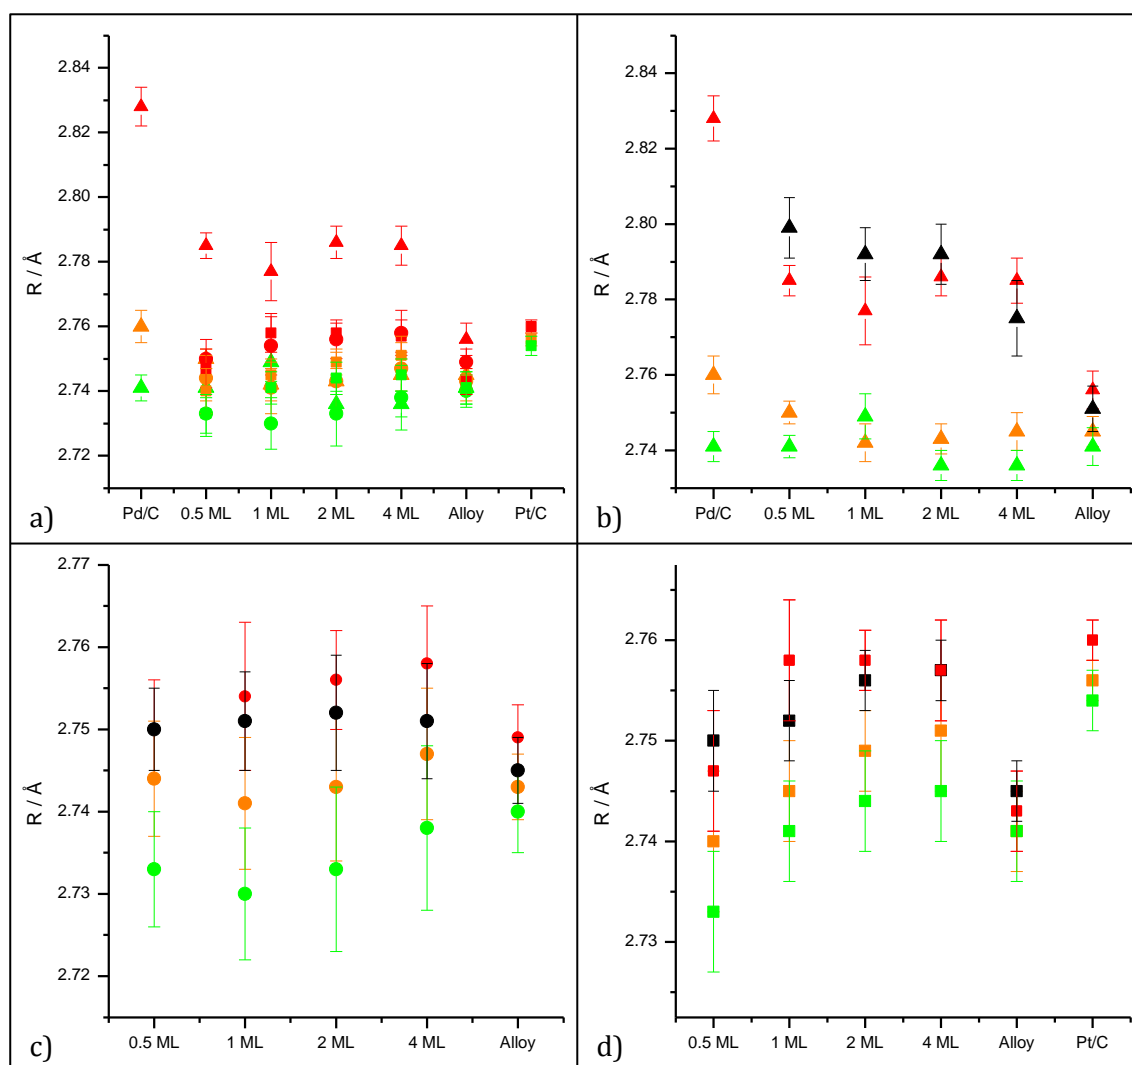 2.84
2.82
2.80
2.78
2.76
2.74
2.72
R / Å
Pd/C 0.5 ML 1 ML 2 ML 4 ML Alloy Pt/C
a)
2.84
2.82
2.80
2.78
2.76
2.74
R / Å
Pd/C 0.5 ML 1 ML 2 ML 4 ML Alloy
b)
2.77
2.76
2.75
2.74
2.73
2.72
R / Å
0.5 ML 1 ML 2 ML 4 ML Alloy
c)
2.76
2.75
2.74
2.73
R / Å
0.5 ML 1 ML 2 ML 4 ML Alloy Pt/C
d)